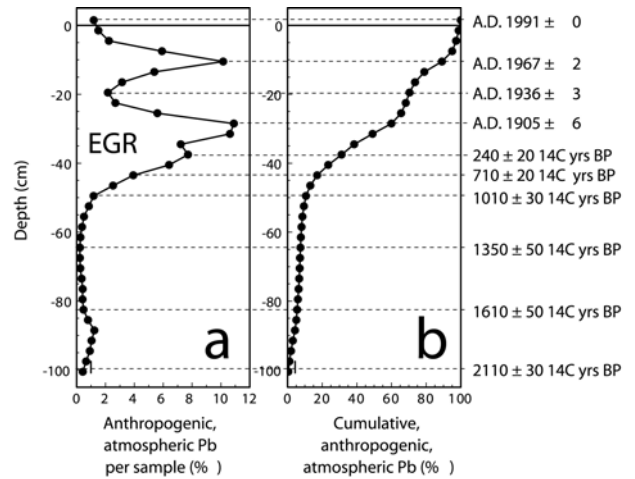 0
-20
-40
-60
-80
-100
Depth (cm)
EGR
a
0 2 4 6 8 10 12
Anthropogenic,
atmospheric Pb
per sample (% )
0
-20
-40
-60
-80
-100
b
0 20 40 60 80 100
Cumulative,
anthropogenic,
atmospheric Pb (% )
A.D. 1991 ± 0
A.D. 1967 ± 2
A.D. 1936 ± 3
A.D. 1905 ± 6
240 ± 20 14C yrs BP
710 ± 20 14C yrs BP
1010 ± 30 14C yrs BP
1350 ± 50 14C yrs BP
1610 ± 50 14C yrs BP
2110 ± 30 14C yrs BP